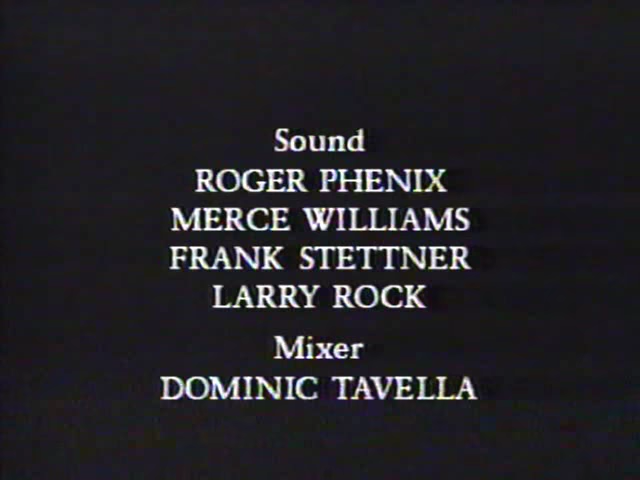 Sound
ROGER PHENIX
MERCE WILLIAMS
FRANK STETTNER
LARRY ROCK
Mixer
DOMINIC TAVELLA